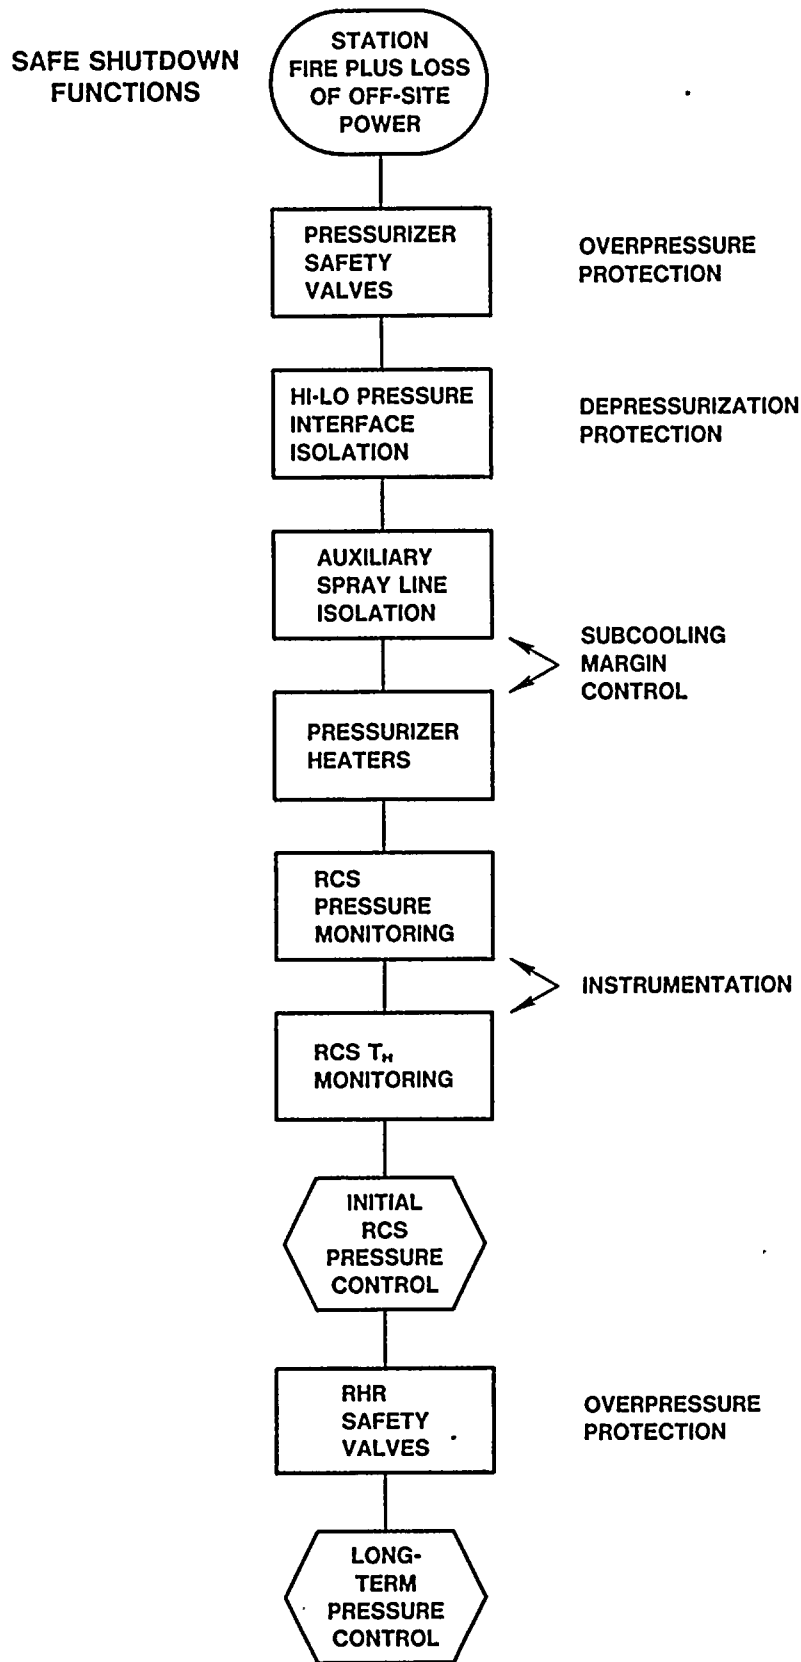 SAFE SHUTDOWN
FUNCTIONS
STATION
FIRE PLUS LOSS
OF OFF-SITE
POWER
PRESSURIZER
SAFETY
VALVES
OVERPRESSURE
PROTECTION
HI-LO PRESSURE
INTERFACE
ISOLATION
DEPRESSURIZATION
PROTECTION
AUXILIARY
SPRAY LINE
ISOLATION
SUBCOOLING
MARGIN
CONTROL
PRESSURIZER
HEATERS
RCS
PRESSURE
MONITORING
INSTRUMENTATION
RCS TH
MONITORING
INITIAL
RCS
PRESSURE
CONTROL
RHR
SAFETY
VALVES
OVERPRESSURE
PROTECTION
LONG-
TERM
PRESSURE
CONTROL